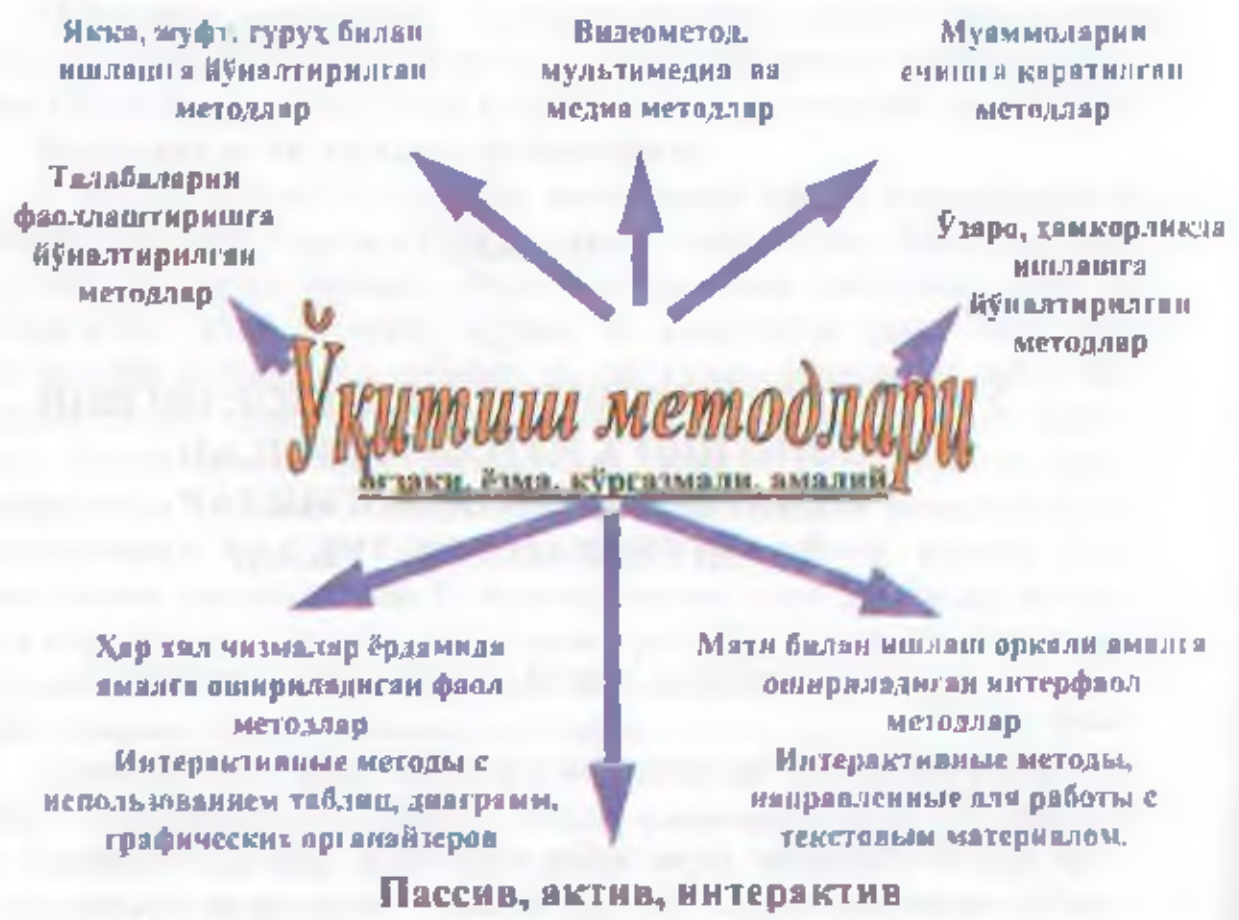 Якка, жуфт, гуруҳ билан
ишлашга йўналтирилган
методлар
Видеометод,
мультимедиа ва
медиа методлар
Муаммоларни
ечишга қаратилган
методлар
Талабаларни
фаоллаштиришга
йўналтирилган
методлар
Ўзаро, ҳамкорликда
ишлашга
йўналтирилган
методлар
Ўқитиш методлари
оғзаки, ёзма, кўргазмали, амалий
Ҳар хил чизмалар ёрдамида
амалга ошириладиган фаол
методлар
Интерактивные методы с
использованием таблиц, диаграмм,
графических органайзеров
Матн билан ишлаш орқали амалга
ошириладиган интерфаол
методлар
Интерактивные методы,
направленные для работы с
текстовым материалом.
Пассив, актив, интерактив